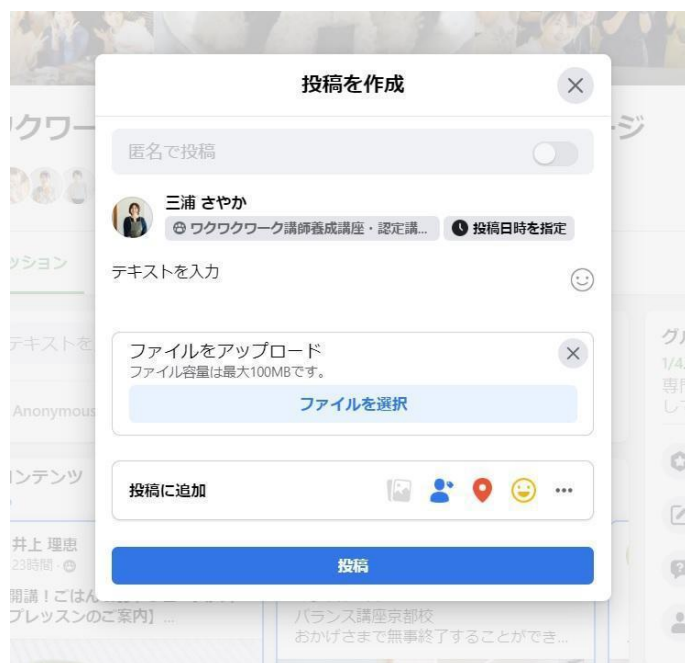 投稿を作成
クワー
ージ
匿名で投稿
三浦 さやか
ワクワクワーク講師養成講座・認定講...
投稿日時を指定
ッション
テキストを入力
テキストを
ファイルをアップロード
ファイル容量は最大100MBです。
ファイルを選択
Anonymous
1/4
専門
して
ンテンツ
投稿に追加
井上 理恵
23時間
投稿
開講！ごはん
プレッスンのご案内】 ...
バランス講座京都校
おかげさまで無事終了することができ...